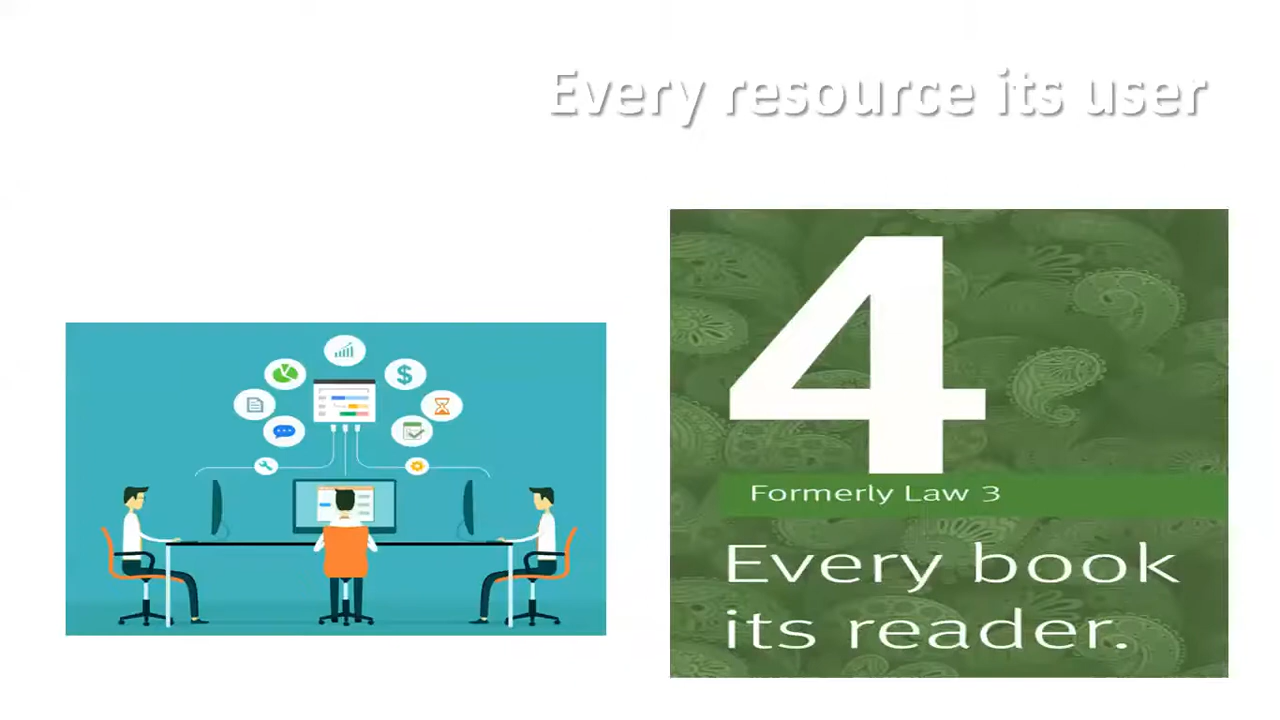 Every resource its user
4
Formerly Law 3
Every book
its reader.